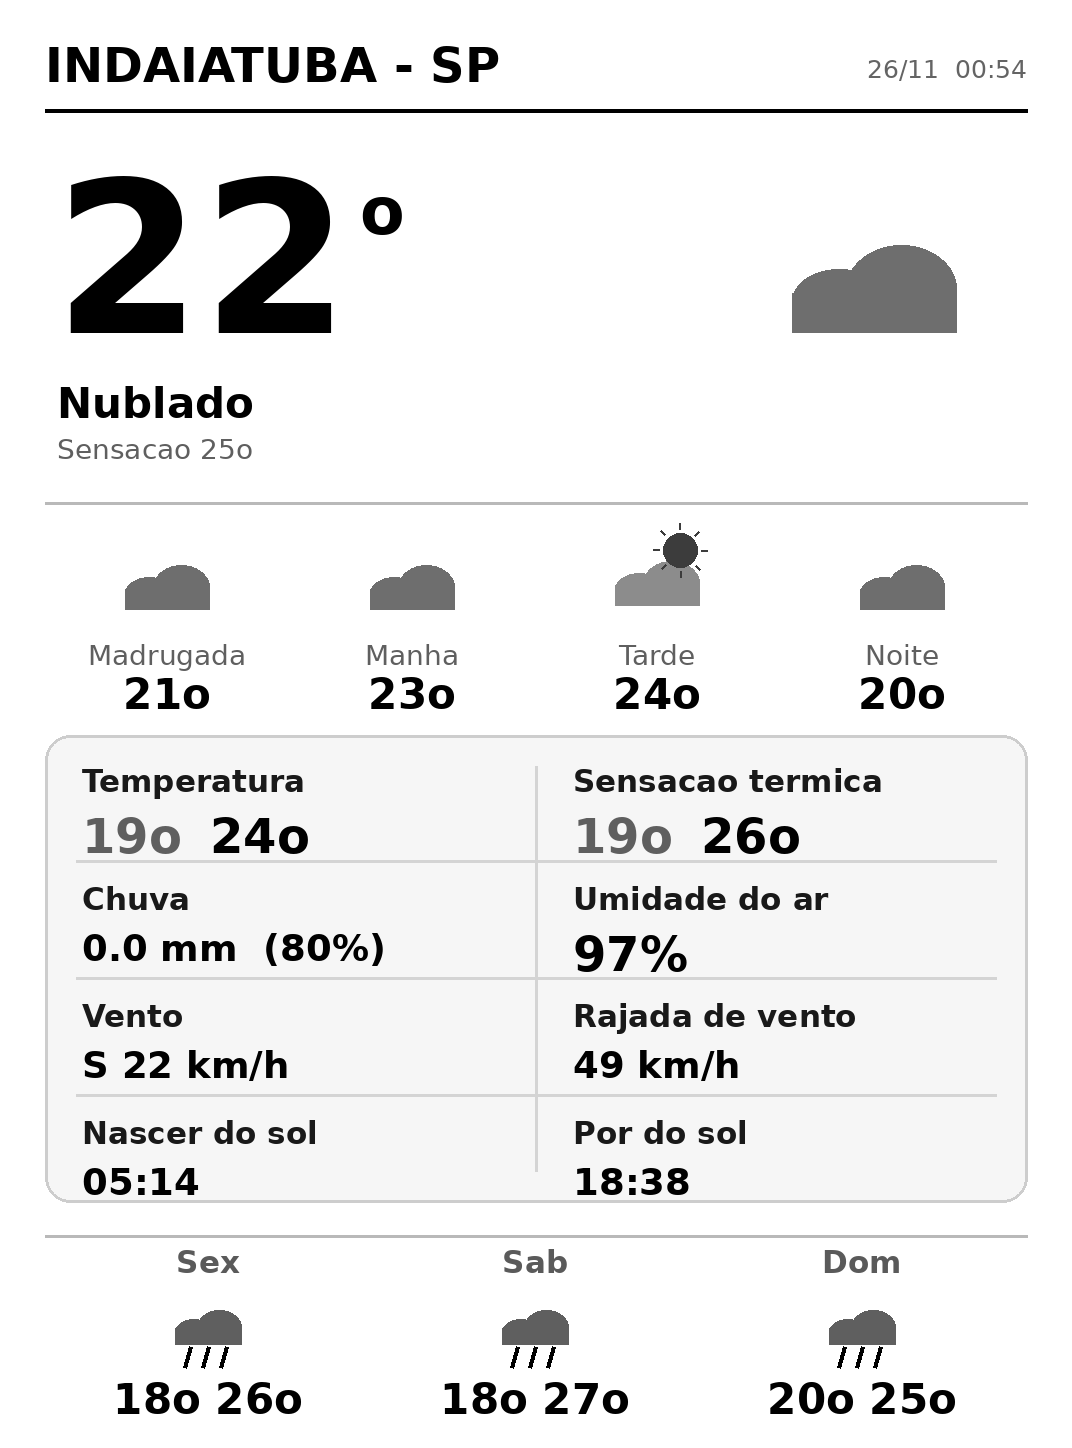 INDAIATUBA - SP 26/11 00:54
22o
Nublado
Sensacao 25o
Madrugada Manha Tarde Noite
21o 23o 24o 20o
Temperatura Sensacao termica
19o 24o 19o 26o
Chuva Umidade do ar
0.0 mm (80%) 97%
Vento Rajada de vento
S 22 km/h 49 km/h
Nascer do sol Por do sol
05:14 18:38
Sex Sab Dom
18o 26o 18o 27o 20o 25o